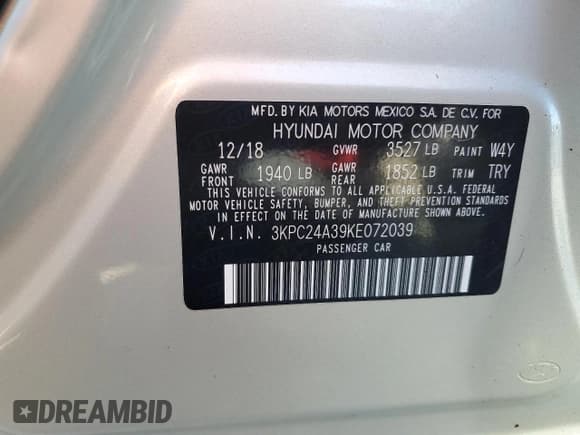 MFD. BY KIA MOTORS MEXICO S.A. DE C.V. FOR
HYUNDAI MOTOR COMPANY
12/18 GVWR 3527 LB PAINT W4Y
GAWR FRONT 1940 LB GAWR REAR 1852 LB TRIM TRY
THIS VEHICLE CONFORMS TO ALL APPLICABLE U.S.A. FEDERAL
MOTOR VEHICLE SAFETY, BUMPER, AND THEFT PREVENTION STANDARDS
IN EFFECT ON THE DATE OF MANUFACTURE SHOWN ABOVE.
V.I.N. 3KPC24A39KE072039
PASSENGER CAR
DREAMBID